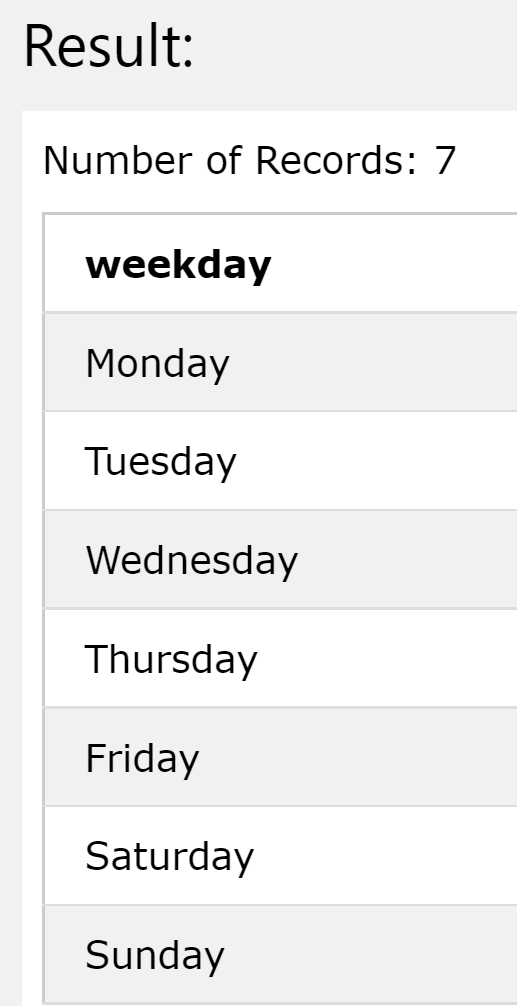 Result:
Number of Records: 7
weekday
Monday
Tuesday
Wednesday
Thursday
Friday
Saturday
Sunday